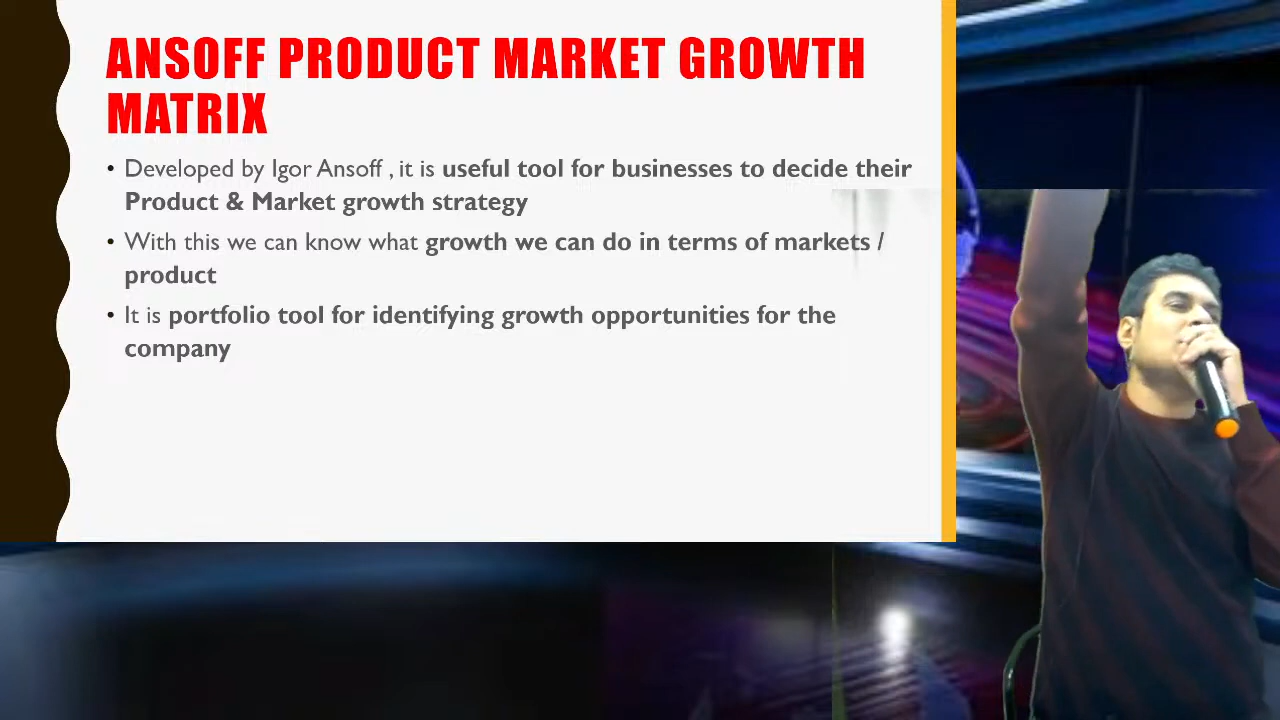 ANSOFF PRODUCT MARKET GROWTH
MATRIX
• Developed by Igor Ansoff , it is useful tool for businesses to decide their
Product & Market growth strategy
• With this we can know what growth we can do in terms of markets /
product
• It is portfolio tool for identifying growth opportunities for the
company